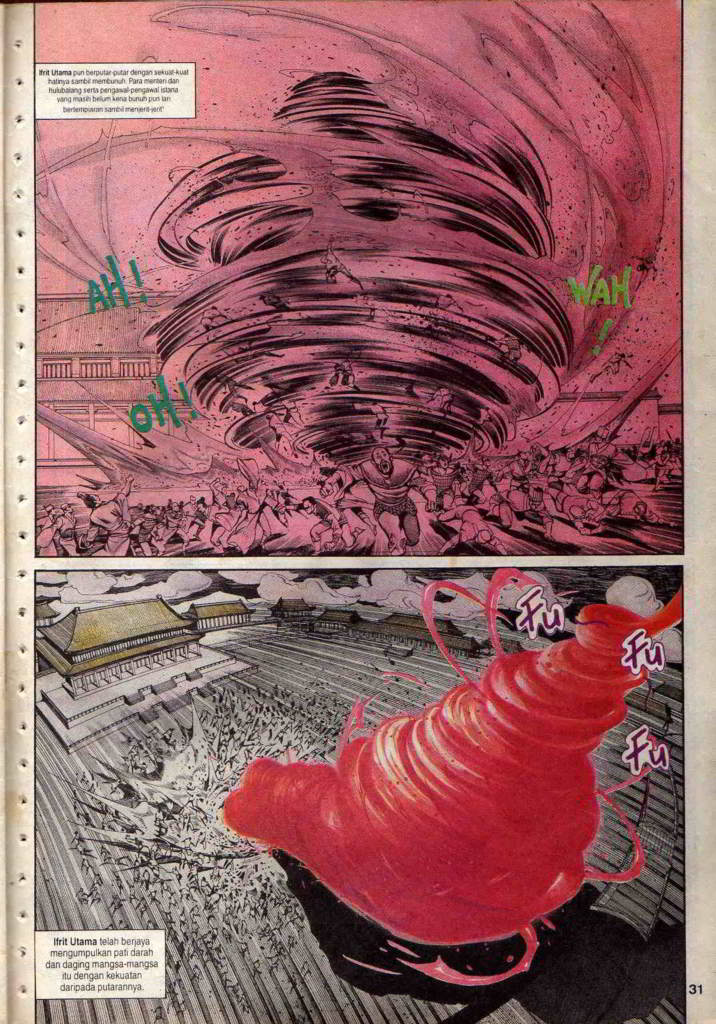 Ifrit Utama pun berputar-putar dengan sekuat-kuat
hatinya sambil membunuh. Para menteri dan
hulubalang serta pengawal-pengawal istana
yang masih belum kena bunuh pun lari
bertempiaran sambil menjerit-jerit!
AH!
WAH!
OH!
FU
FU
FU
Ifrit Utama telah berjaya
mengumpulkan pati darah
dan daging mangsa-mangsa
itu dengan kekuatan
daripada putarannya.
31